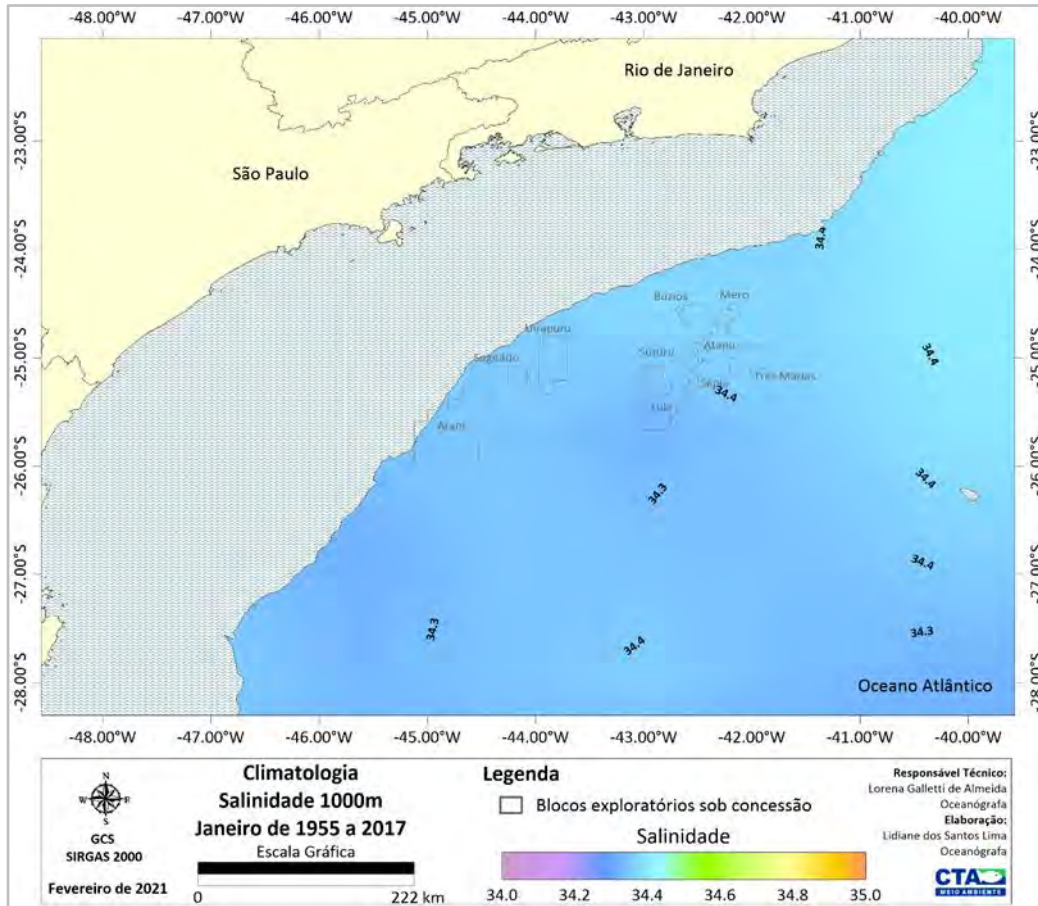 -48.00°W -47.00°W -46.00°W -45.00°W -44.00°W -43.00°W -42.00°W -41.00°W -40.00°W
-23.00°S
-24.00°S
-25.00°S
-26.00°S
-27.00°S
-28.00°S
Rio de Janeiro
São Paulo
34.4
Búzios Mero
Uirapuru
Sururu Atapu
Sagitário
Sépia Três Marias
34.4
34.4
Lula
Aram
34.3
34.4
34.4
34.3
34.4
34.3
Oceano Atlântico
-23.00°S
-24.00°S
-25.00°S
-26.00°S
-27.00°S
-28.00°S
-48.00°W -47.00°W -46.00°W -45.00°W -44.00°W -43.00°W -42.00°W -41.00°W -40.00°W
N
W E
S
GCS
SIRGAS 2000
Fevereiro de 2021
Climatologia
Salinidade 1000m
Janeiro de 1955 a 2017
Escala Gráfica
0 222 km
Legenda
Blocos exploratórios sob concessão
Salinidade
34.0 34.2 34.4 34.6 34.8 35.0
Responsável Técnico:
Lorena Galletti de Almeida
Oceanógrafa
Elaboração:
Lidiane dos Santos Lima
Oceanógrafa
CTA
MEIO AMBIENTE